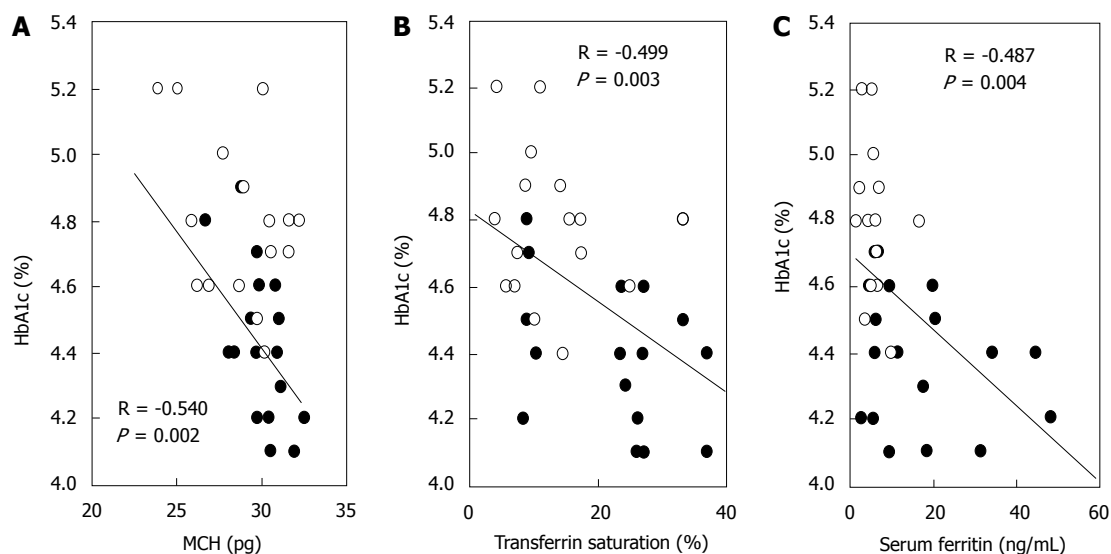 A
5.4
5.2
5.0
4.8
4.6
4.4
4.2
4.0
HbA1c (%)
R = -0.540
P = 0.002
20
25
30
35
MCH (pg)
B
5.4
5.2
5.0
4.8
4.6
4.4
4.2
4.0
HbA1c (%)
R = -0.499
P = 0.003
0
20
40
Transferrin saturation (%)
C
5.4
5.2
5.0
4.8
4.6
4.4
4.2
4.0
HbA1c (%)
R = -0.487
P = 0.004
0
20
40
60
Serum ferritin (ng/mL)